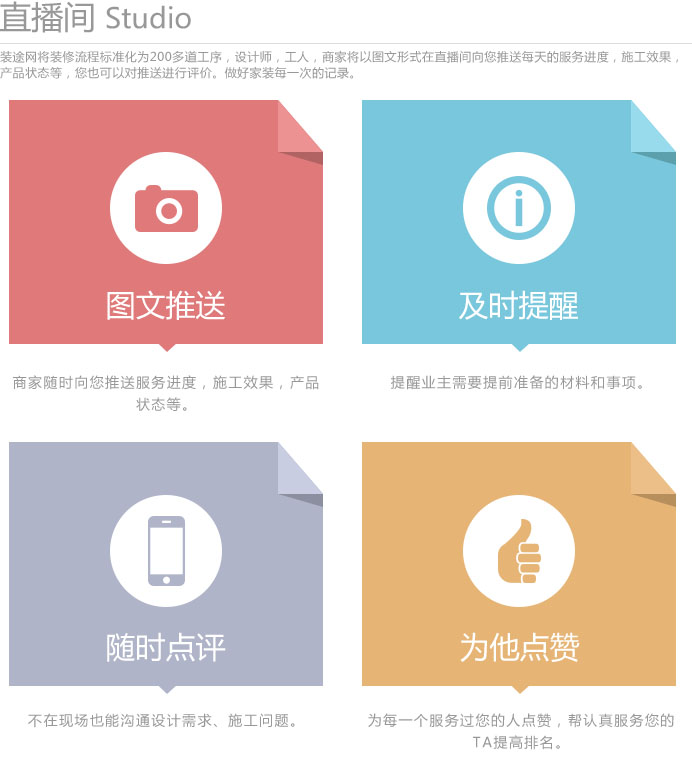 直播间 Studio
装途网将装修流程标准化为200多道工序，设计师，工人，商家将以图文形式在直播间向您推送每天的服务进度，施工效果，
产品状态等，您也可以对推送进行评价。做好家装每一次的记录。
图文推送
及时提醒
商家随时向您推送服务进度，施工效果，产品
状态等。
提醒业主需要提前准备的材料和事项。
随时点评
为他点赞
不在现场也能沟通设计需求、施工问题。
为每一个服务过您的人点赞，帮认真服务您的
TA提高排名。